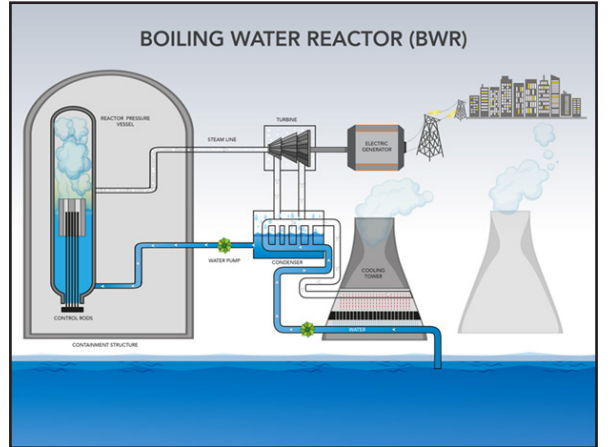 BOILING WATER REACTOR (BWR)
REACTOR PRESSURE
VESSEL
STEAM LINE
TURBINE
ELECTRIC
GENERATOR
WATER PUMP
CONDENSER
COOLING
TOWER
CONTROL RODS
WATER
CONTAINMENT STRUCTURE